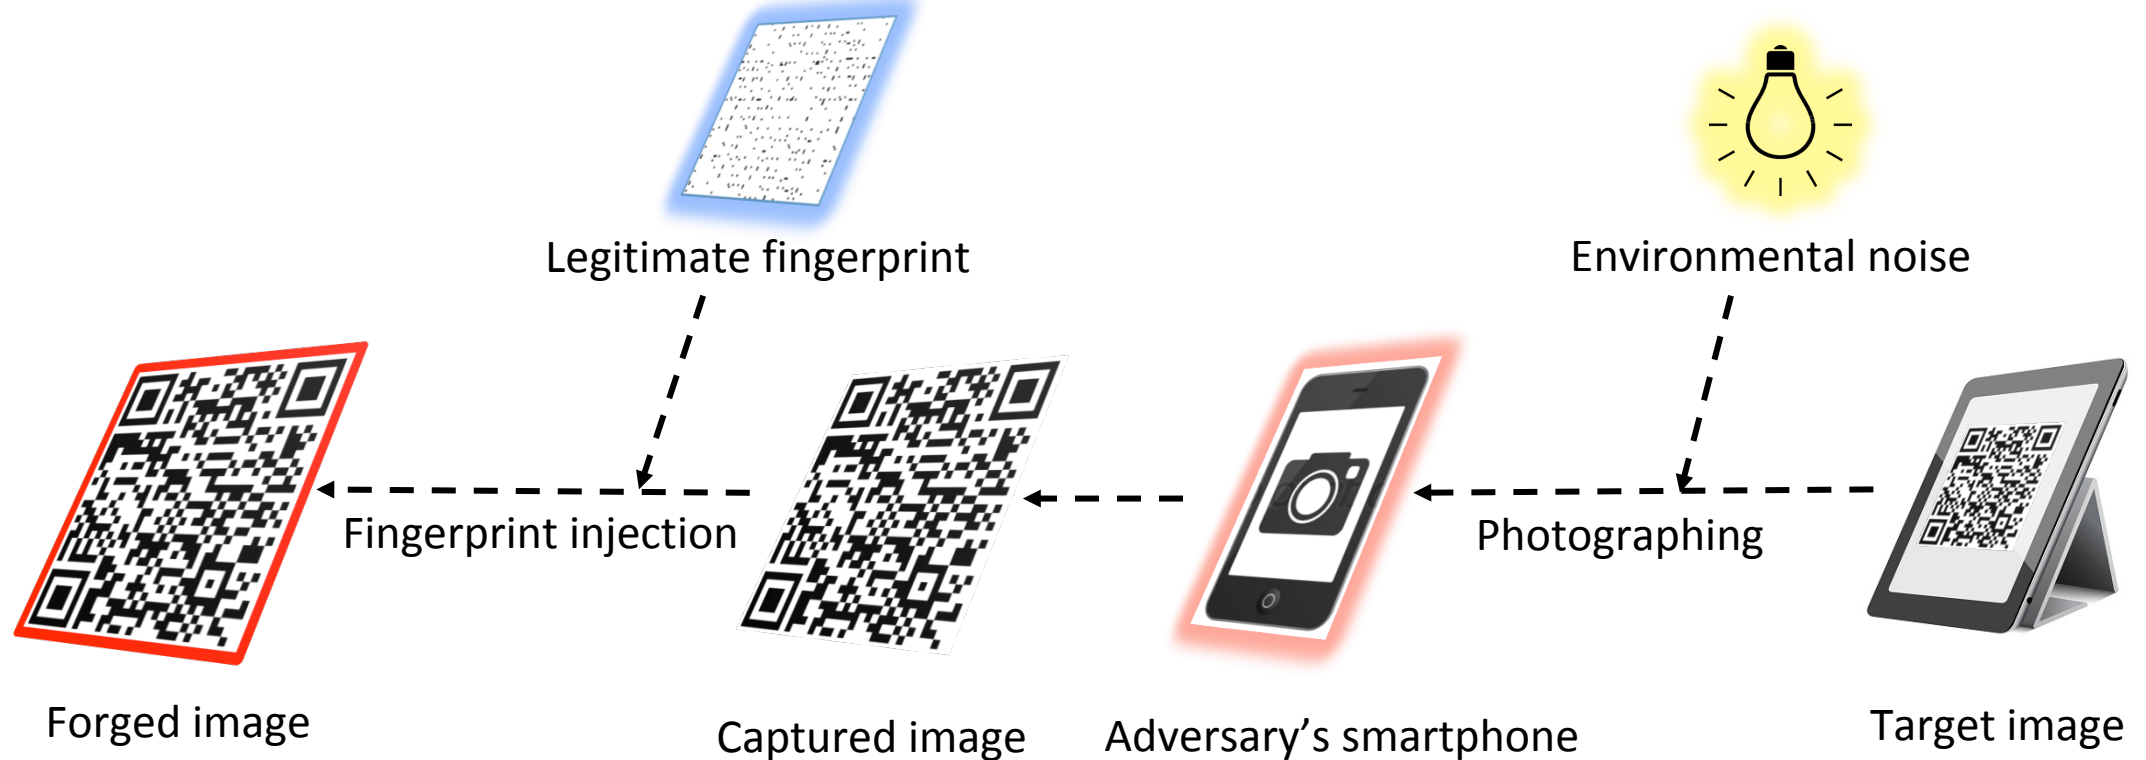 Legitimate fingerprint
Environmental noise
Fingerprint injection
Photographing
Forged image
Captured image
Adversary’s smartphone
Target image